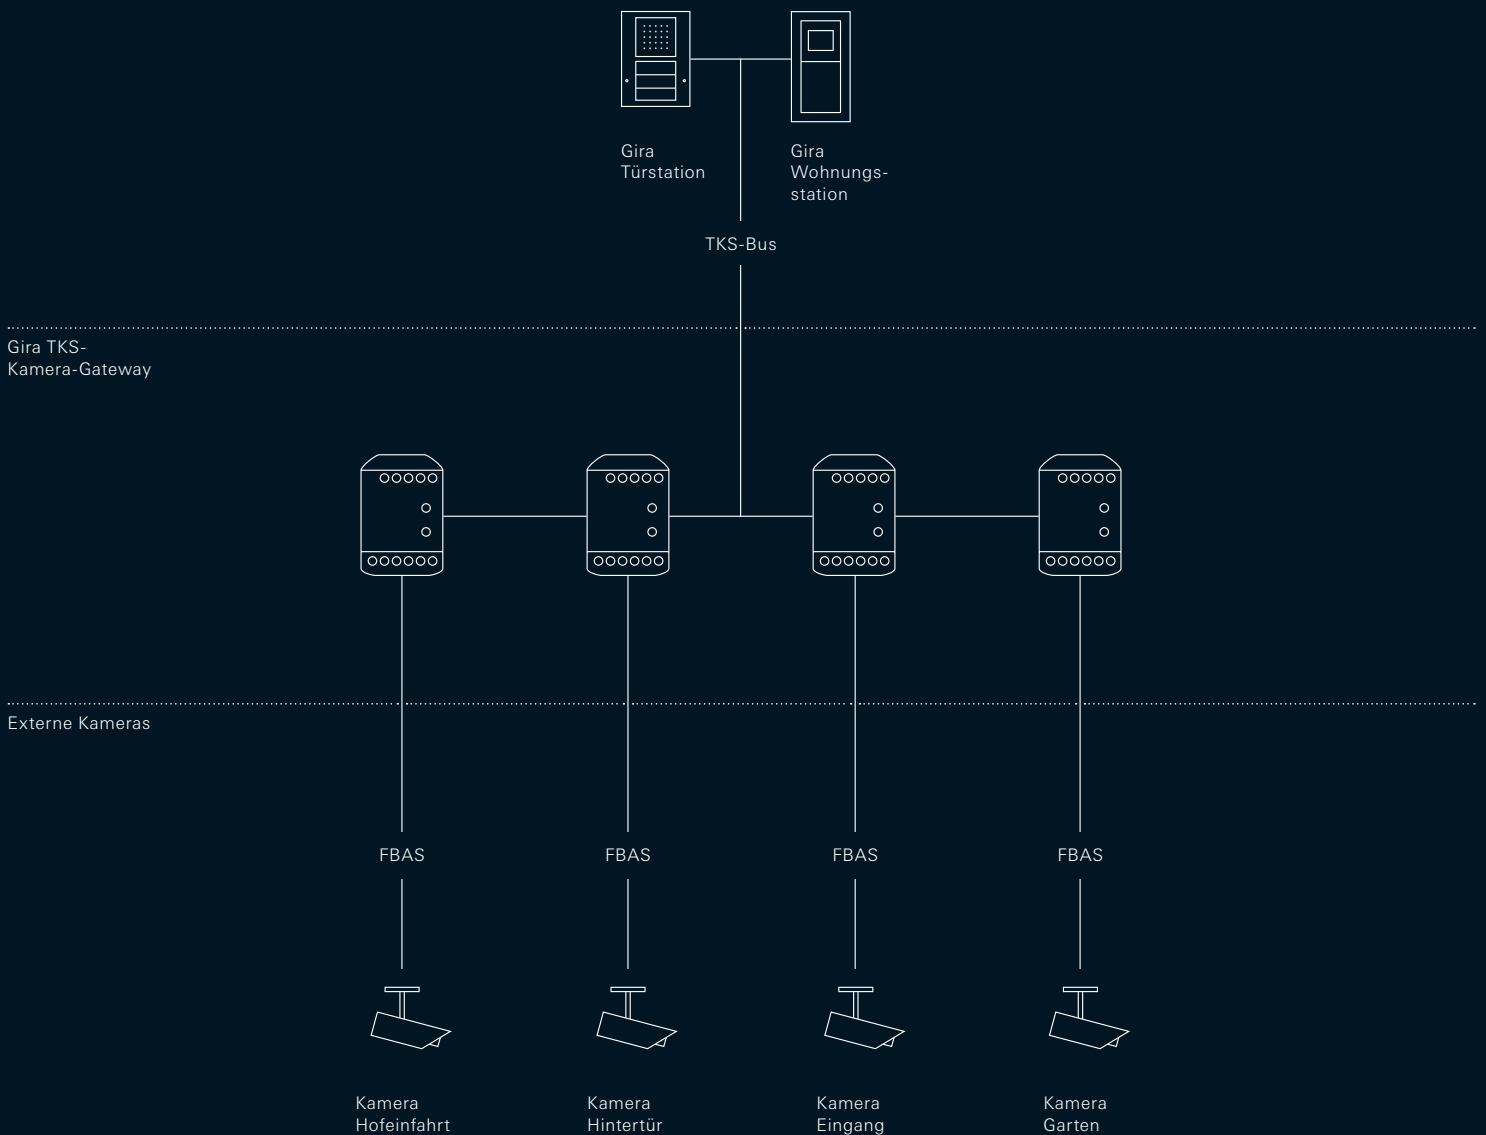 Gira
Türstation
Gira
Wohnungs-
station
TKS-Bus
Gira TKS-
Kamera-Gateway
Externe Kameras
FBAS
FBAS
FBAS
FBAS
Kamera
Hofeinfahrt
Kamera
Hintertür
Kamera
Eingang
Kamera
Garten